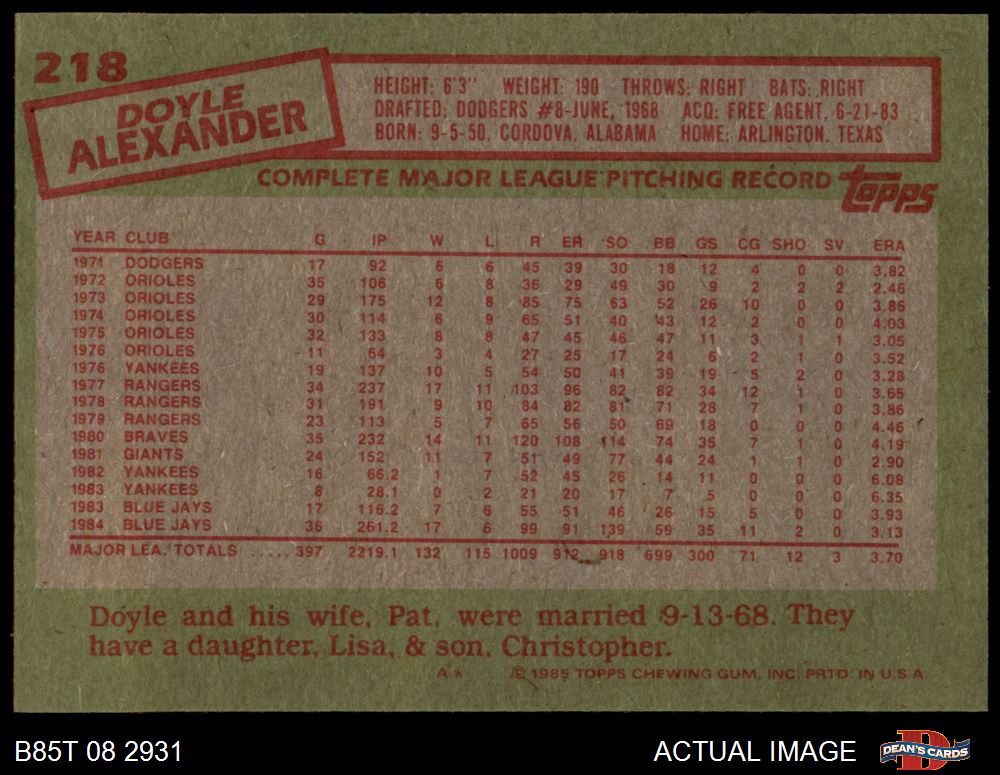 218
DOYLE
ALEXANDER
HEIGHT: 6'3" WEIGHT: 190 THROWS: RIGHT BATS: RIGHT
DRAFTED: DODGERS #8-JUNE, 1968 ACQ: FREE AGENT, 6-21-83
BORN: 9-5-50, CORDOVA, ALABAMA HOME: ARLINGTON, TEXAS
COMPLETE MAJOR LEAGUE PITCHING RECORD topps
YEAR CLUB G IP W L R ER SO BB GS CG SHO SV ERA
1971 DODGERS 17 92 6 6 45 39 30 18 12 4 0 0 3.82
1972 ORIOLES 35 106 6 8 36 29 49 30 9 2 2 2 2.46
1973 ORIOLES 29 175 12 8 85 75 63 52 26 10 0 0 3.86
1974 ORIOLES 30 114 6 9 65 51 40 43 12 2 0 0 4.03
1975 ORIOLES 32 133 8 8 47 45 46 47 11 3 1 1 3.05
1976 ORIOLES 11 64 3 4 27 25 17 24 6 2 1 0 3.52
1976 YANKEES 19 137 10 5 54 50 41 39 19 5 2 0 3.28
1977 RANGERS 34 237 17 11 103 96 82 82 34 12 1 0 3.65
1978 RANGERS 31 191 9 10 84 82 81 71 28 7 1 0 3.86
1979 RANGERS 23 113 5 7 65 56 50 69 18 0 0 0 4.46
1980 BRAVES 35 232 14 11 120 108 114 74 35 7 1 0 4.19
1981 GIANTS 24 152 11 7 51 49 77 44 24 1 1 0 2.90
1982 YANKEES 16 66.2 1 7 52 45 26 14 11 0 0 0 6.08
1983 YANKEES 8 28.1 0 2 21 20 17 7 5 0 0 0 6.35
1983 BLUE JAYS 17 116.2 7 6 55 51 46 26 15 5 0 0 3.93
1984 BLUE JAYS 36 261.2 17 6 99 91 139 59 35 11 2 0 3.13
MAJOR LEA. TOTALS ..... 397 2219.1 132 115 1009 912 918 699 300 71 12 3 3.70
Doyle and his wife, Pat, were married 9-13-68. They
have a daughter, Lisa, & son, Christopher.
A* © 1985 TOPPS CHEWING GUM, INC. PRTD. IN U.S.A.
B85T 08 2931 ACTUAL IMAGE D DEAN'S CARDS